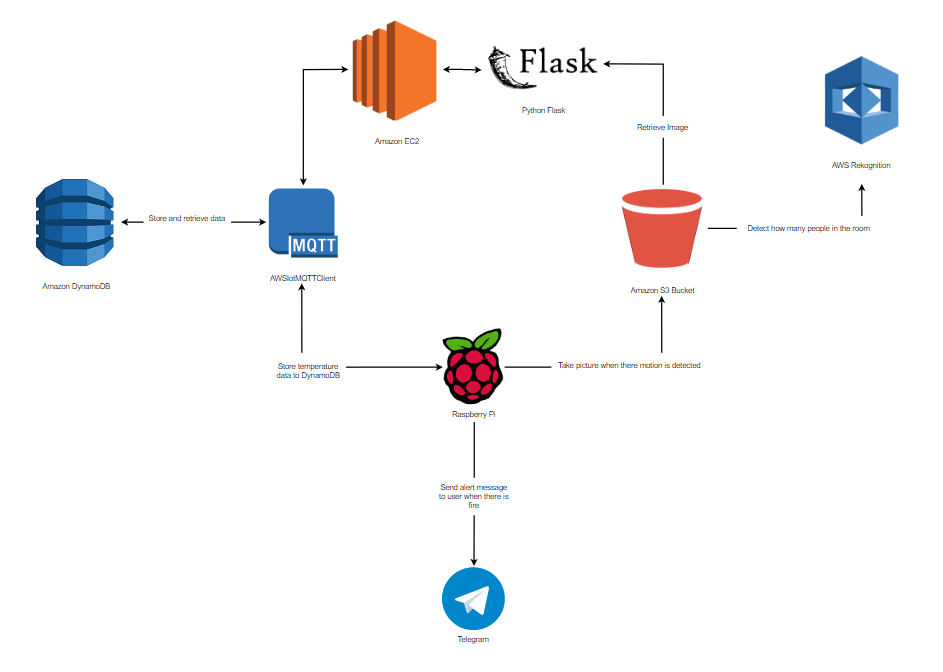 Flask
Python Flask
Amazon EC2
Retrieve Image
AWS Rekognition
Store and retrieve data
MQTT
Detect how many people in the room
AWSIotMQTTClient
Amazon DynamoDB
Amazon S3 Bucket
Store temperature
data to DynamoDB
Take picture when there motion is detected
Raspberry Pi
Send alert message
to user when there is
fire
Telegram